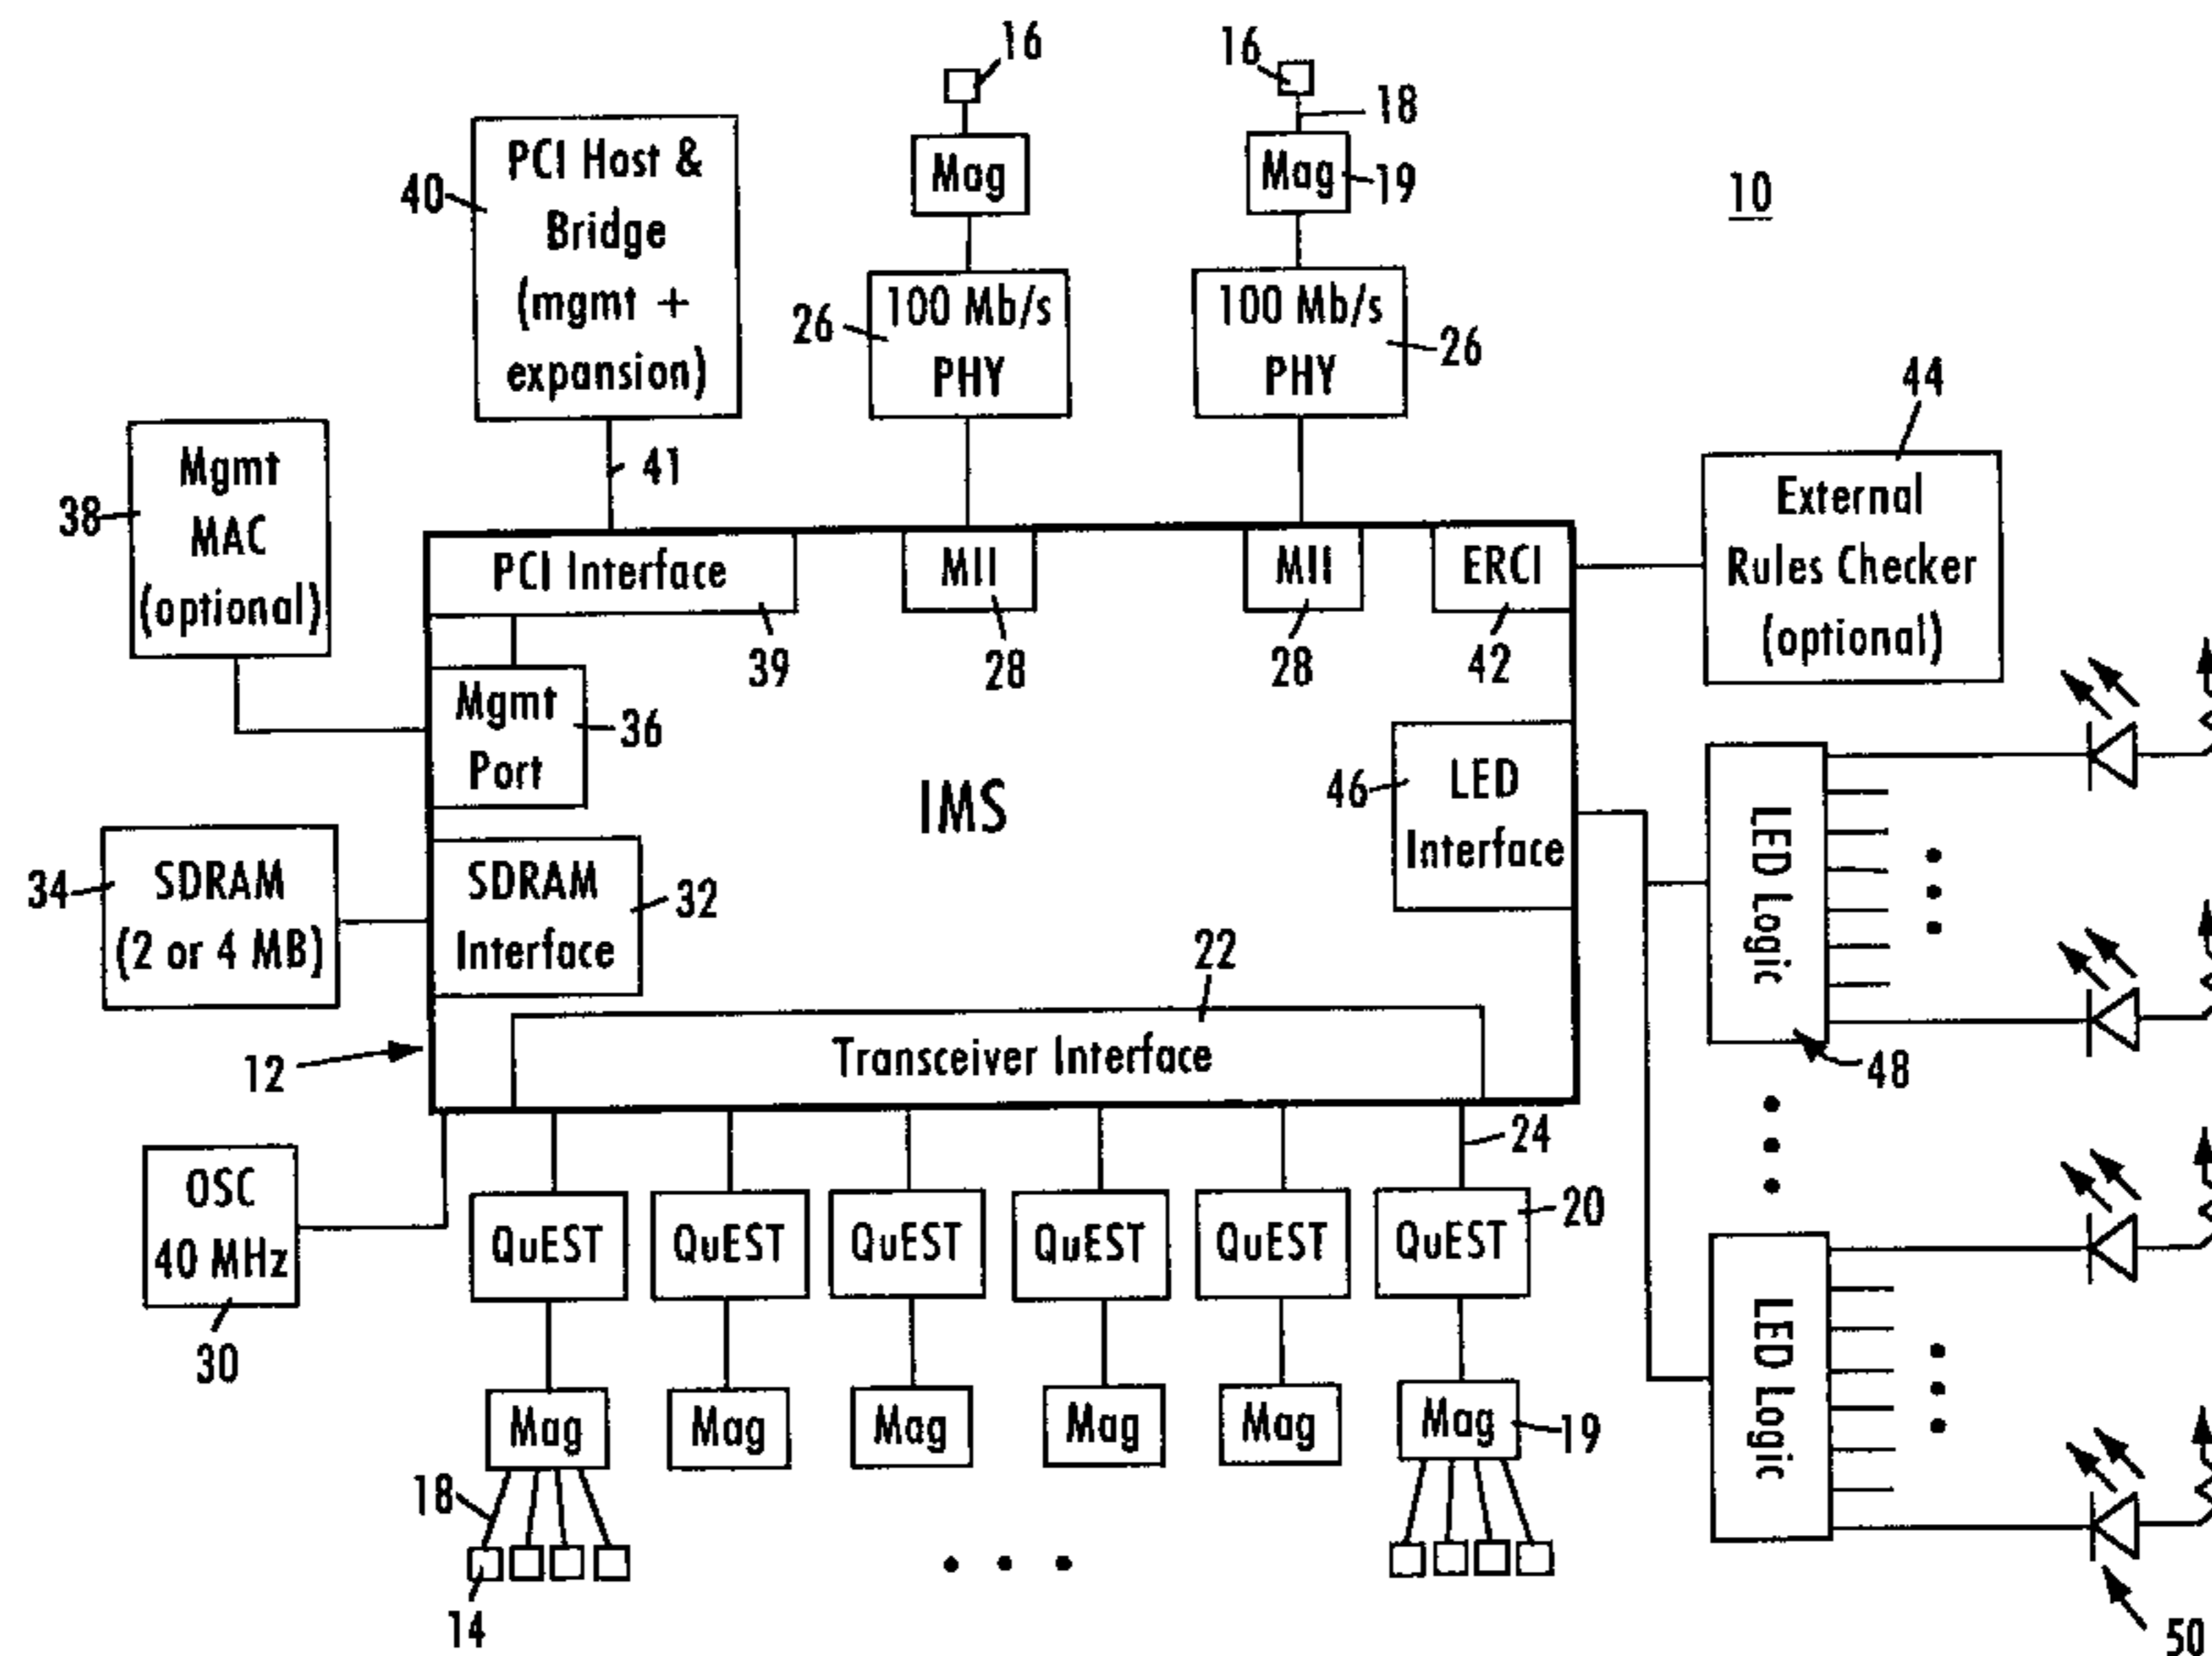 16
16
18
PCI Host &
Bridge
(mgmt +
expansion)
40
Mag
Mag
19
10
100 Mb/s
PHY
26
100 Mb/s
PHY
26
44
41
Mgmt
MAC
(optional)
38
External
Rules Checker
(optional)
PCI Interface
39
MII
28
MII
28
ERCI
42
Mgmt
Port
36
IMS
46
LED
Interface
LED Logic
48
34
SDRAM
(2 or 4 MB)
SDRAM
Interface
32
22
Transceiver Interface
12
24
OSC
40 MHz
30
QuEST
QuEST
QuEST
QuEST
QuEST
QuEST
20
LED Logic
Mag
Mag
Mag
Mag
Mag
Mag
19
18
14
50